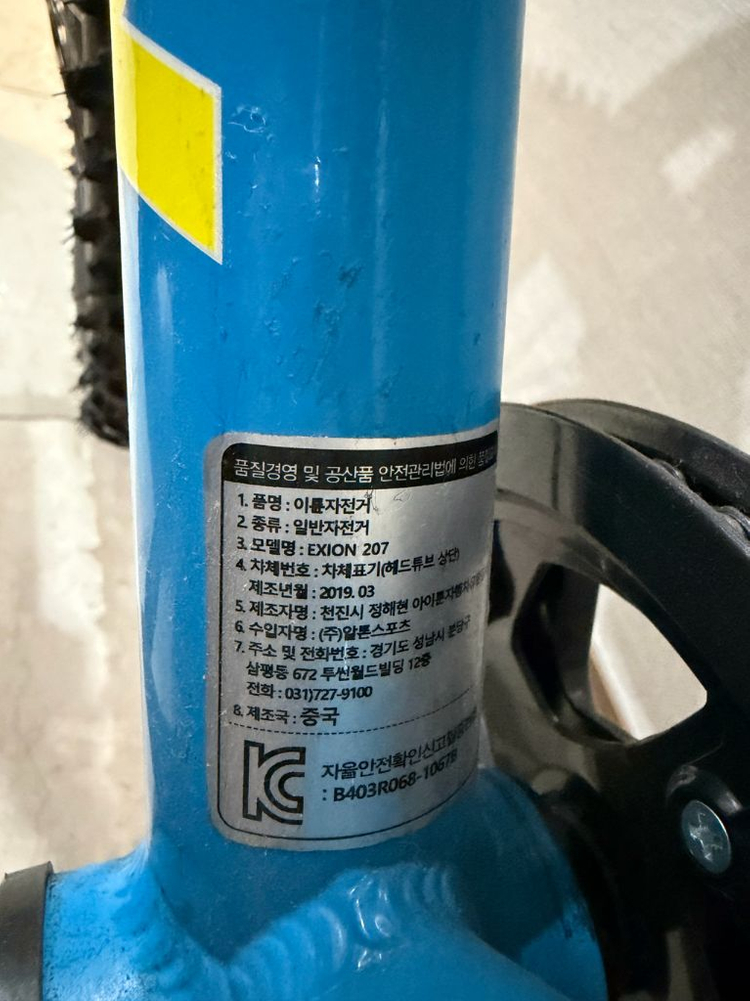 품질경영 및 공산품 안전관리법에 의한
1. 품명 : 이륜자전거
2. 종류 : 일반자전거
3. 모델명 : EXION 207
4. 차체번호 : 차체표기(헤드튜브 상단)
제조년월 : 2019. 03
5. 제조자명 : 천진시 정해현 아이론자행차
6. 수입자명 : (주)알톤스포츠
7. 주소 및 전화번호 : 경기도 성남시 분당구
삼평동 672 투썬월드빌딩 12층
전화 : 031)727-9100
8. 제조국 : 중국
KC
자율안전확인신고필증번호
: B403R068-1067B